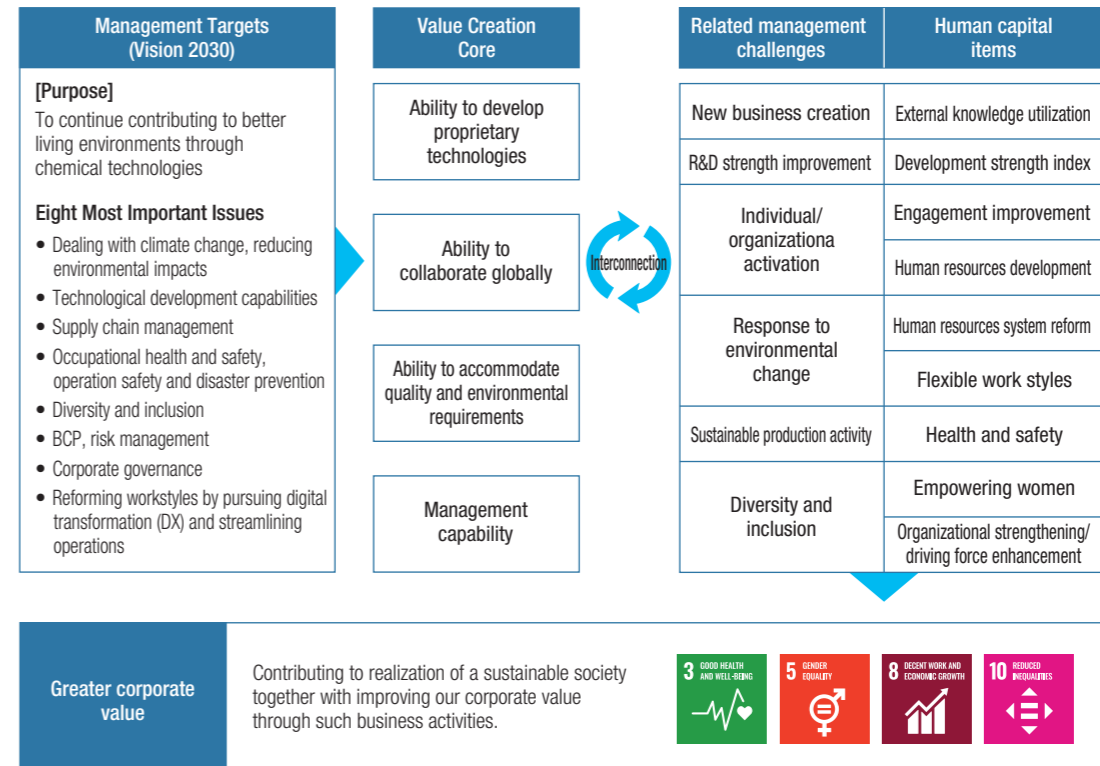 Management Targets
(Vision 2030)
[Purpose]
To continue contributing to better
living environments through
chemical technologies
Eight Most Important Issues
• Dealing with climate change, reducing
environmental impacts
• Technological development capabilities
• Supply chain management
• Occupational health and safety,
operation safety and disaster prevention
• Diversity and inclusion
• BCP, risk management
• Corporate governance
• Reforming workstyles by pursuing digital
transformation (DX) and streamlining
operations
Value Creation
Core
Ability to develop
proprietary
technologies
Ability to
collaborate globally
Ability to accommodate
quality and environmental
requirements
Management
capability
Interconnection
Related management
challenges
Human capital
items
New business creation
External knowledge utilization
R&D strength improvement
Development strength index
Individual/
organizationa
activation
Engagement improvement
Human resources development
Response to
environmental
change
Human resources system reform
Flexible work styles
Sustainable production activity
Health and safety
Diversity and
inclusion
Empowering women
Organizational strengthening/
driving force enhancement
Greater corporate
value
Contributing to realization of a sustainable society
together with improving our corporate value
through such business activities.
3 GOOD HEALTH
AND WELL-BEING
5 GENDER
EQUALITY
8 DECENT WORK AND
ECONOMIC GROWTH
10 REDUCED
INEQUALITIES